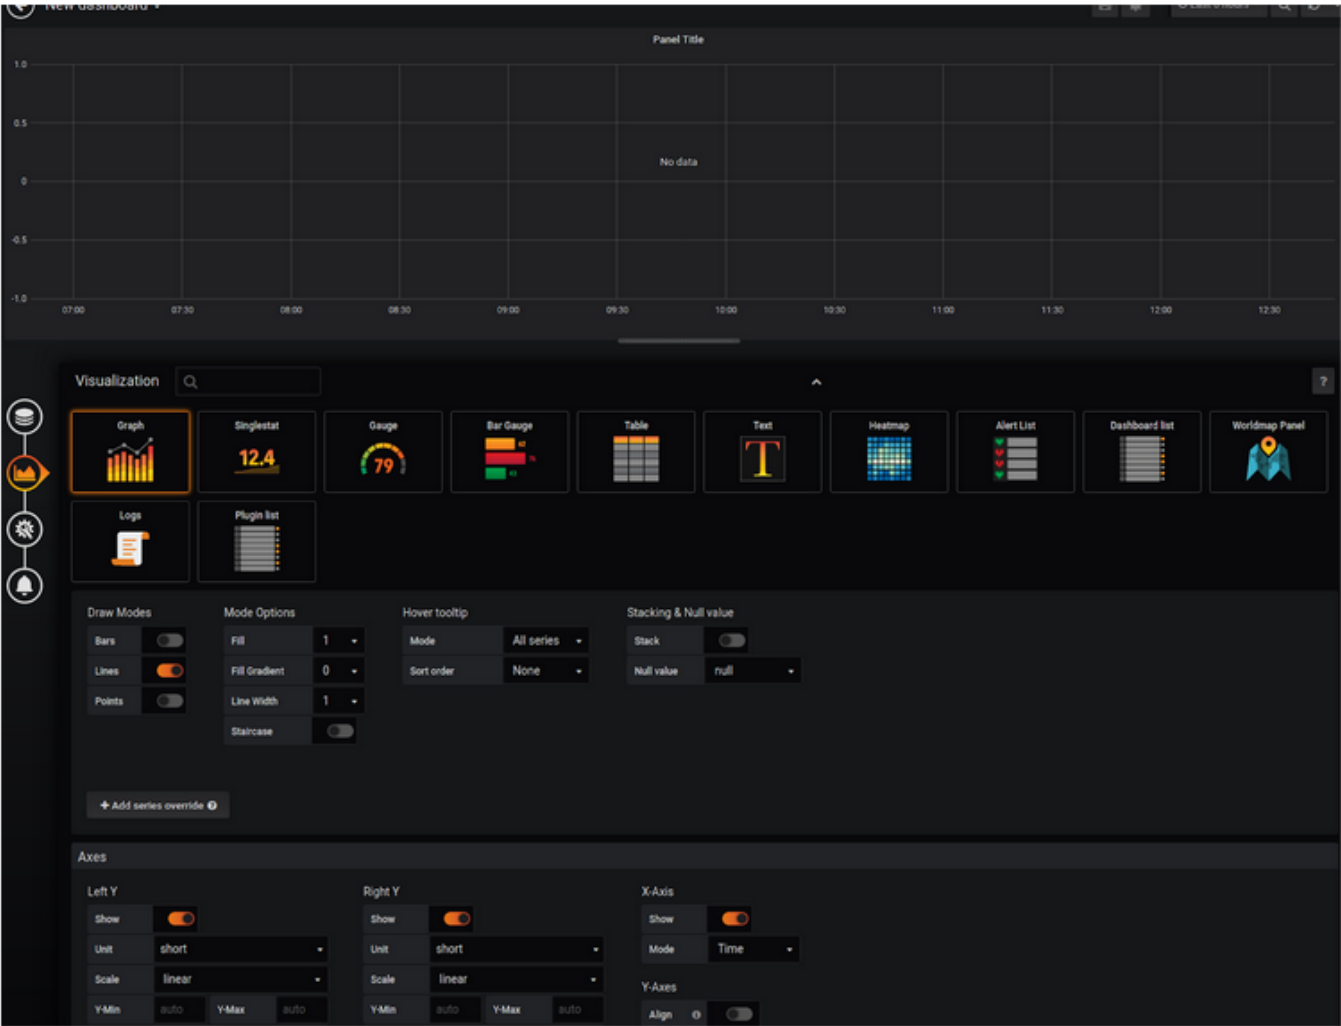 New dashboard
Last 6 hours
Panel Title
1.0
0.5
No data
0
-0.5
-1.0
07:00 07:30 08:00 08:30 09:00 09:30 10:00 10:30 11:00 11:30 12:00 12:30
Visualization
?
Graph Singlestat Gauge Bar Gauge Table Text Heatmap Alert List Dashboard list Worldmap Panel
12.4 79 T
Logs Plugin list
Draw Modes Mode Options Hover tooltip Stacking & Null value
Bars Fill 1 Mode All series Stack
Lines Fill Gradient 0 Sort order None Null value null
Points Line Width 1
Staircase
+ Add series override ?
Axes
Left Y Right Y X-Axis
Show Show Show
Unit short Unit short Mode Time
Scale linear Scale linear
Y-Axes
Y-Min auto Y-Max auto Y-Min auto Y-Max auto
Align